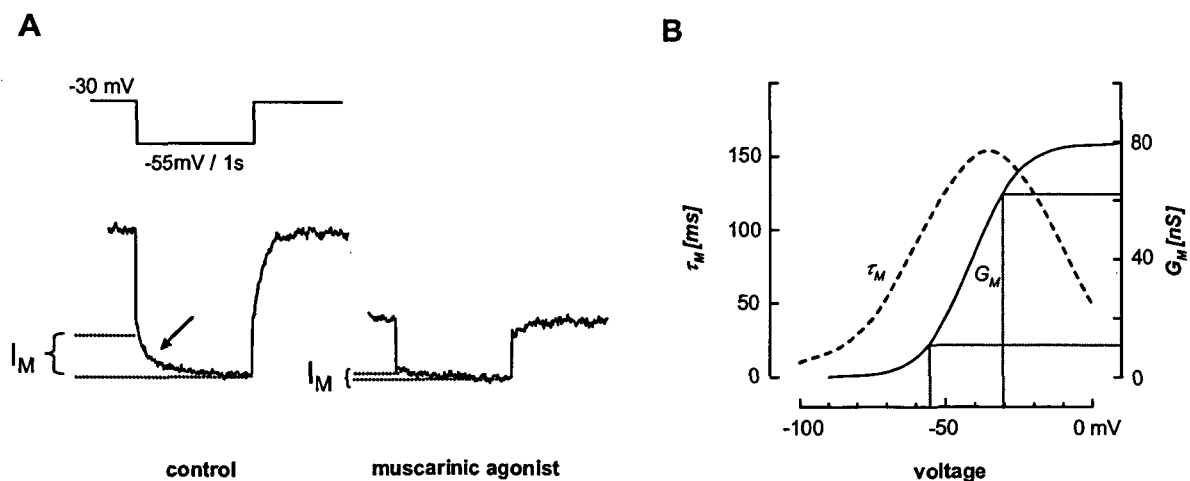 A
-30 mV
-55mV / 1s
I_M
I_M
control
muscarinic agonist
B
150
100
50
0
τ_M [ms]
τ_M
G_M
80
40
0
G_M [nS]
-100
-50
0 mV
voltage